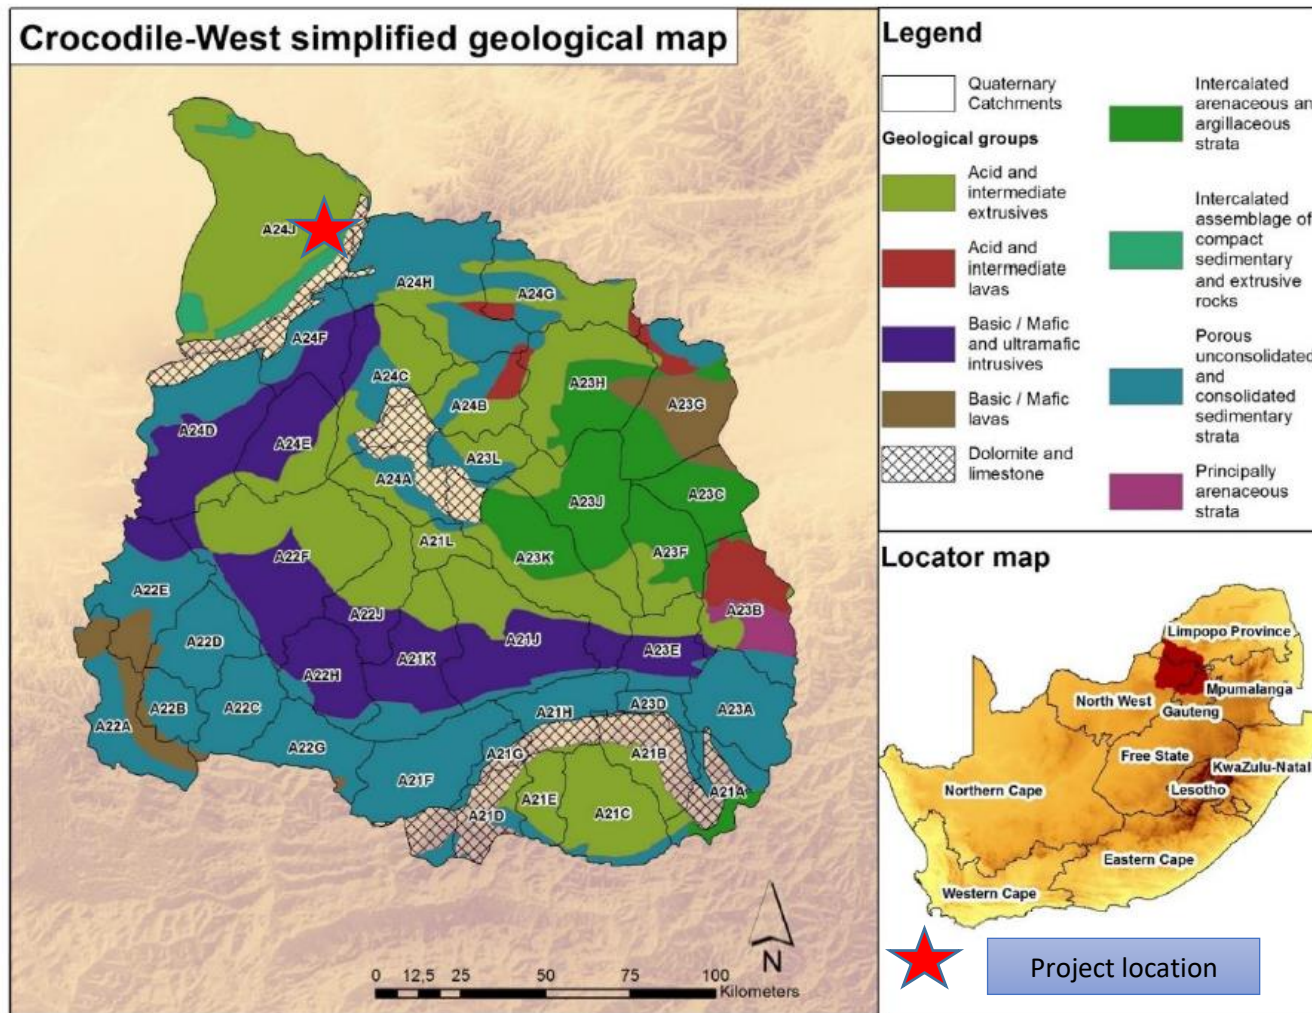 Crocodile-West simplified geological map
A24J
A24H
A24G
A24F
A24C
A23H
A24B
A23G
A24D
A24E
A23L
A24A
A23J
A23C
A21L
A22F
A23K
A23F
A22E
A22J
A23B
A22D
A21J
A21K
A23E
A22H
A22B
A22C
A23D
A23A
A22A
A21H
A22G
A21G
A21B
A21F
A21E
A21A
A21D
A21C
N
0 12,5 25 50 75 100
Kilometers
Legend
Quaternary
Catchments
Geological groups
Acid and
intermediate
extrusives
Acid and
intermediate
lavas
Basic / Mafic
and ultramafic
intrusives
Basic / Mafic
lavas
Dolomite and
limestone
Intercalated
arenaceous an
argillaceous
strata
Intercalated
assemblage of
compact
sedimentary
and extrusive
rocks
Porous
unconsolidated
and
consolidated
sedimentary
strata
Principally
arenaceous
strata
Locator map
Limpopo Province
Mpumalanga
North West
Gauteng
Free State
KwaZulu-Natal
Lesotho
Northern Cape
Eastern Cape
Western Cape
Project location